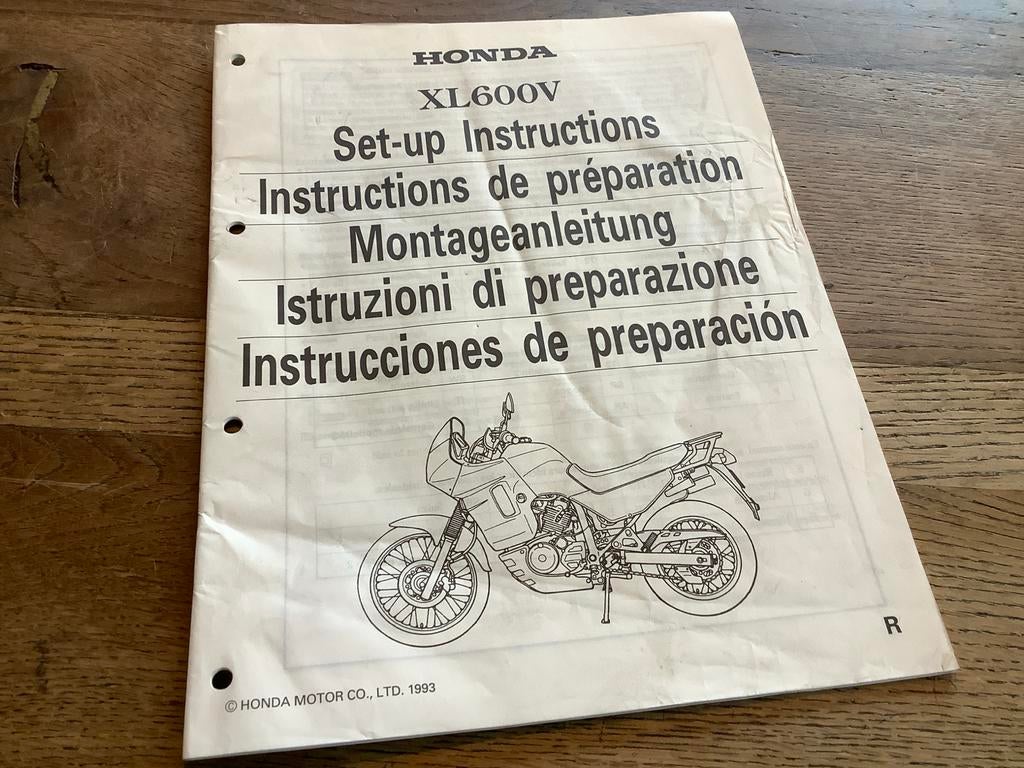 HONDA
XL600V
Set-up Instructions
Instructions de préparation
Montageanleitung
Istruzioni di preparazione
Instrucciones de preparación
R
© HONDA MOTOR CO., LTD. 1993